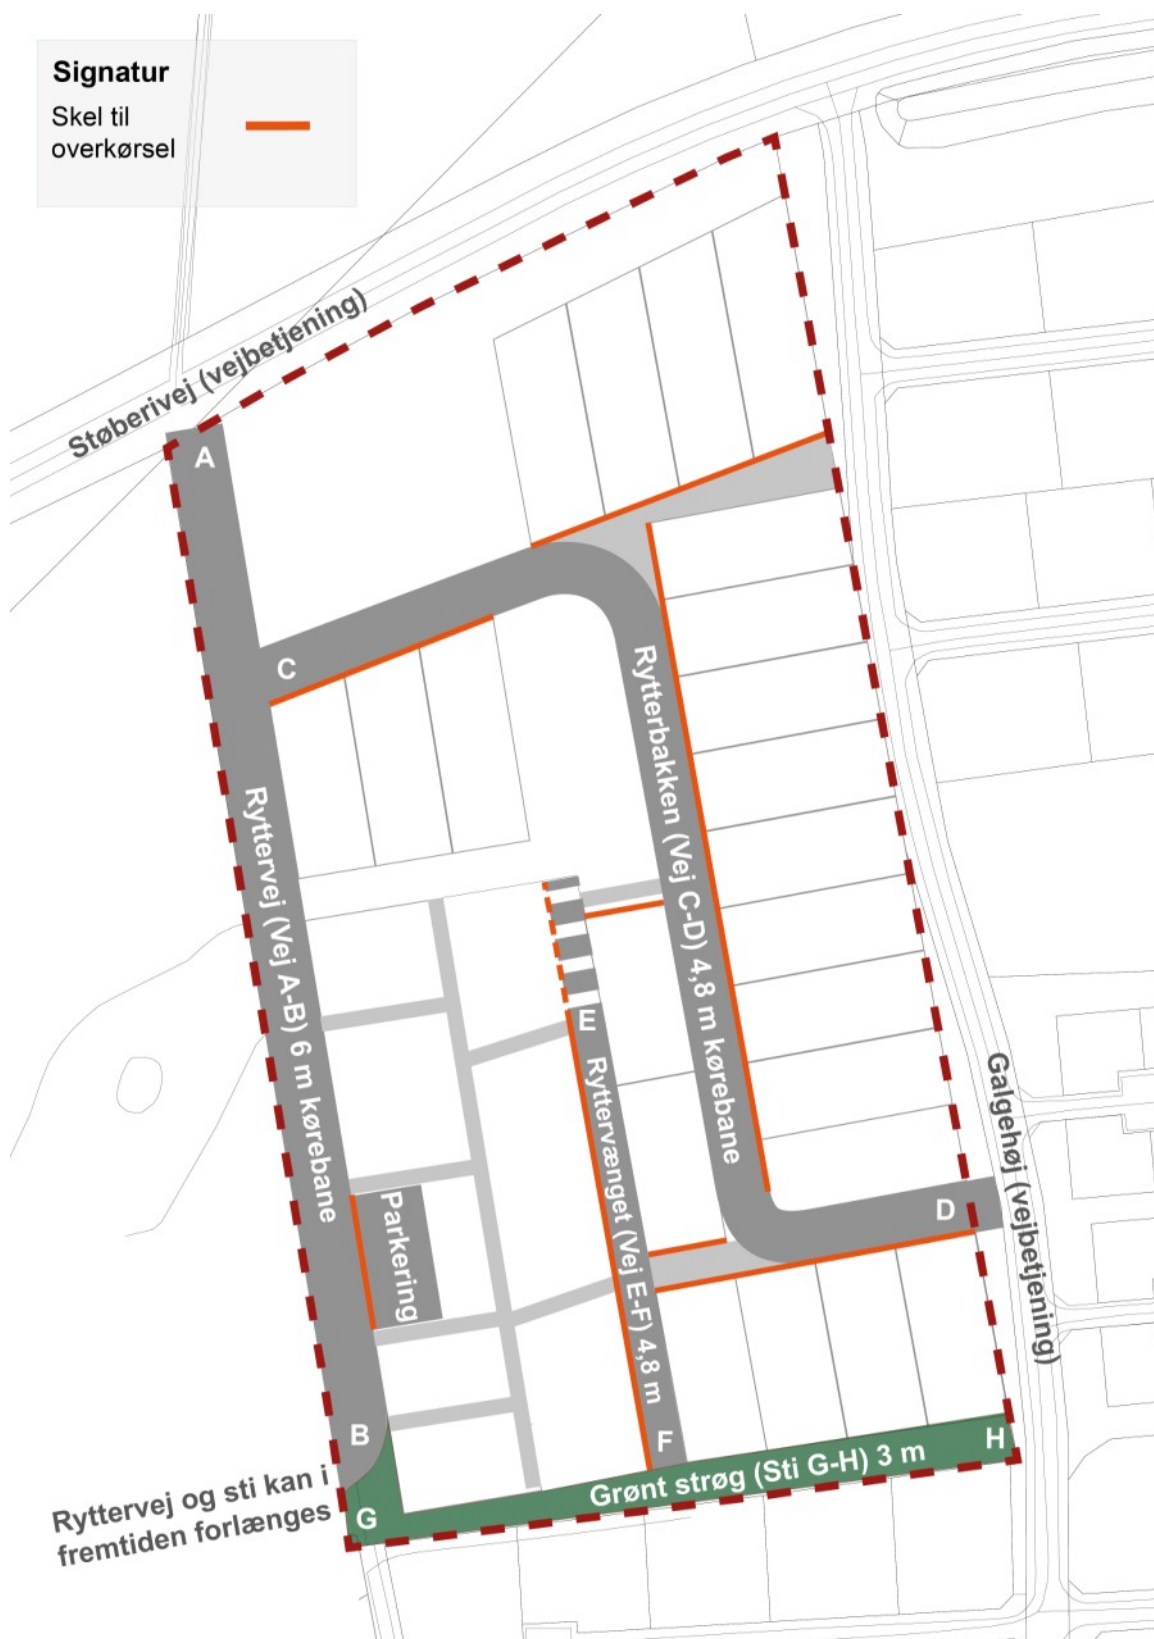 Signatur
Skel til
overkørsel
Støberivej (vejbetjening)
A
C
Rytterbakken (Vej C-D) 4,8 m kørebane
Ryttervej (Vej A-B) 6 m kørebane
E
Ryttervænget (Vej E-F) 4,8 m
Galgehøj (vejbetjening)
Parkering
D
B
F
H
Grønt strøg (Sti G-H) 3 m
G
Ryttervej og sti kan i
fremtiden forlænges